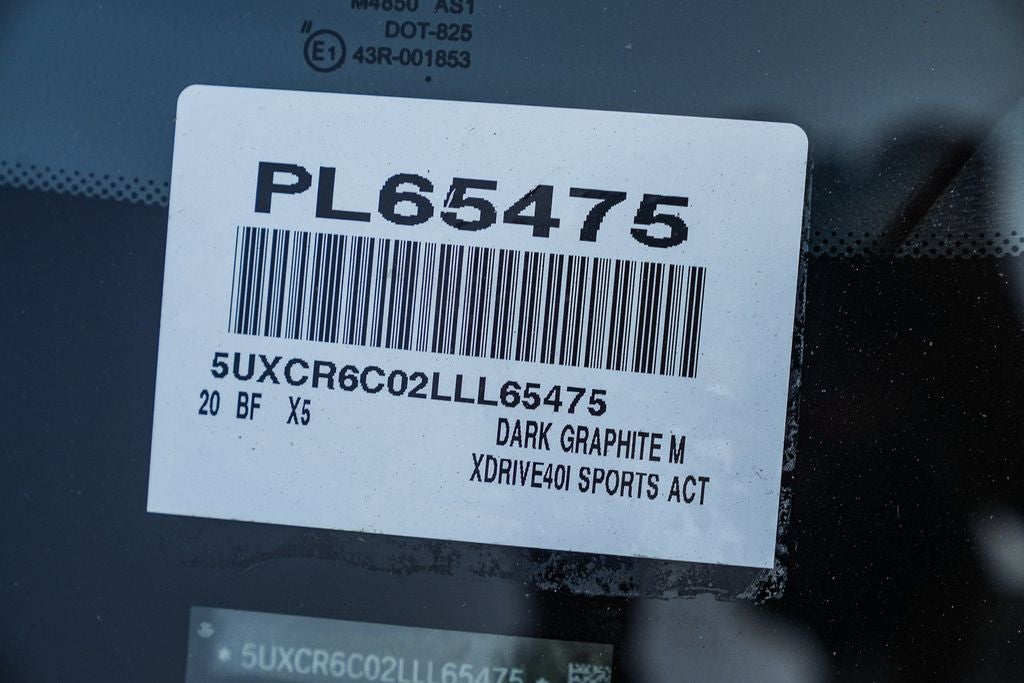 M4850 AS1
DOT-825
E1 43R-001853
PL65475
5UXCR6C02LLL65475
20 BF X5
DARK GRAPHITE M
XDRIVE40I SPORTS ACT
* 5UXCR6C02LLL65475 *